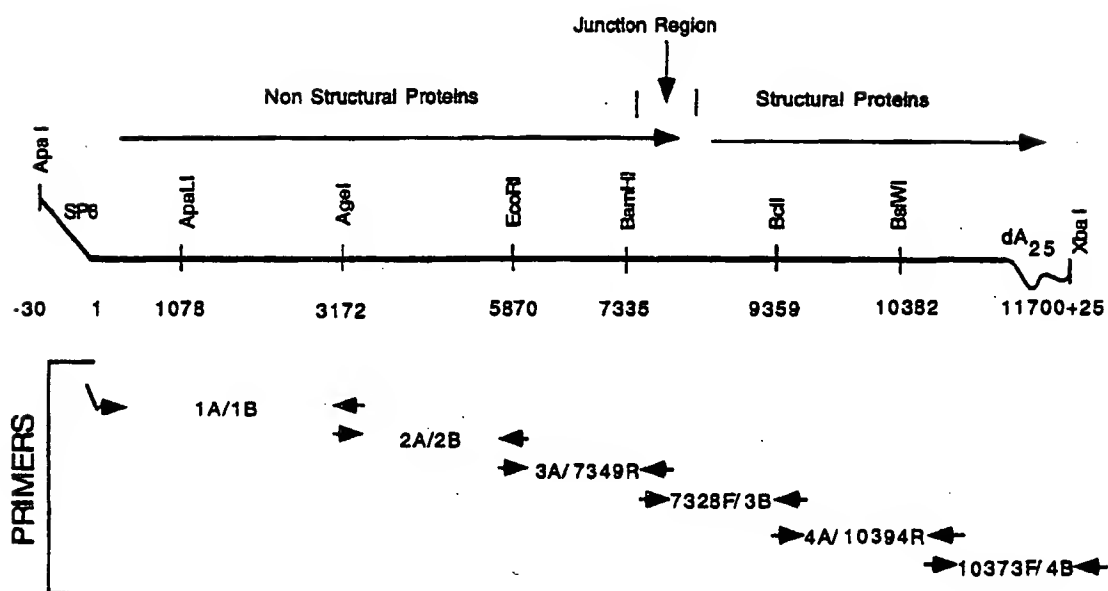 Junction Region
Non Structural Proteins
Structural Proteins
Apa I
SP6
ApaLI
AgeI
EcoRI
BamHI
BclI
BsiWI
dA25
Xba I
-30 1 1078 3172 5870 7335 9359 10382 11700+25
PRIMERS
1A/1B
2A/2B
3A/7349R
7328F/3B
4A/10394R
10373F/4B